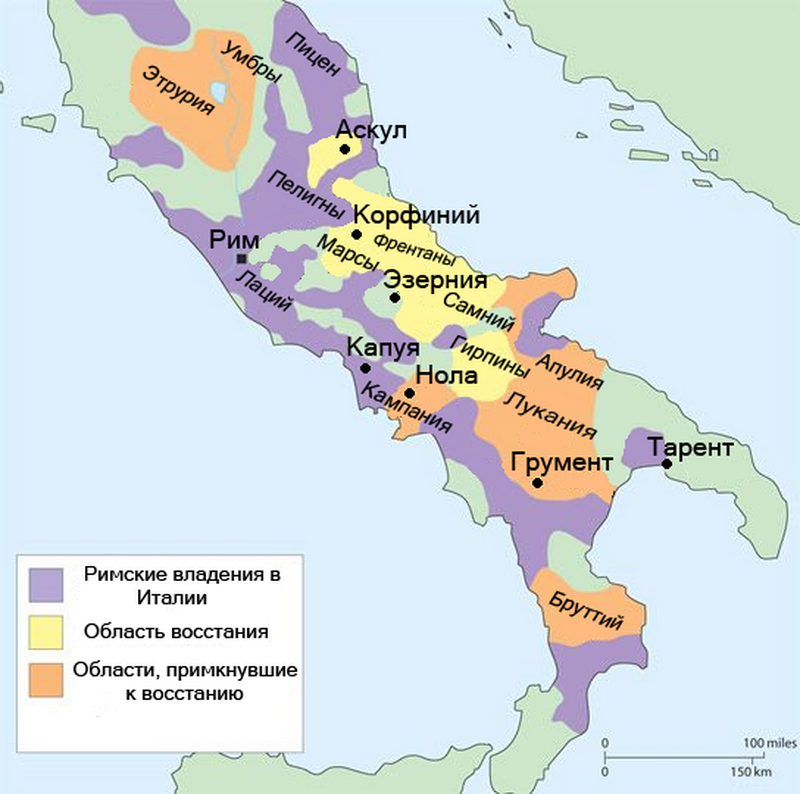 Умбры
Пицен
Этрурия
Аскул
Пелигны
Корфиний
Рим
Марсы
Френтаны
Лаций
Эзерния
Самний
Капуя
Гирпины
Апулия
Нола
Кампания
Лукания
Грумент
Тарент
Бруттий
Римские владения в
Италии
Область восстания
Области, примкнувшие
к восстанию
0 100 miles
0 150 km